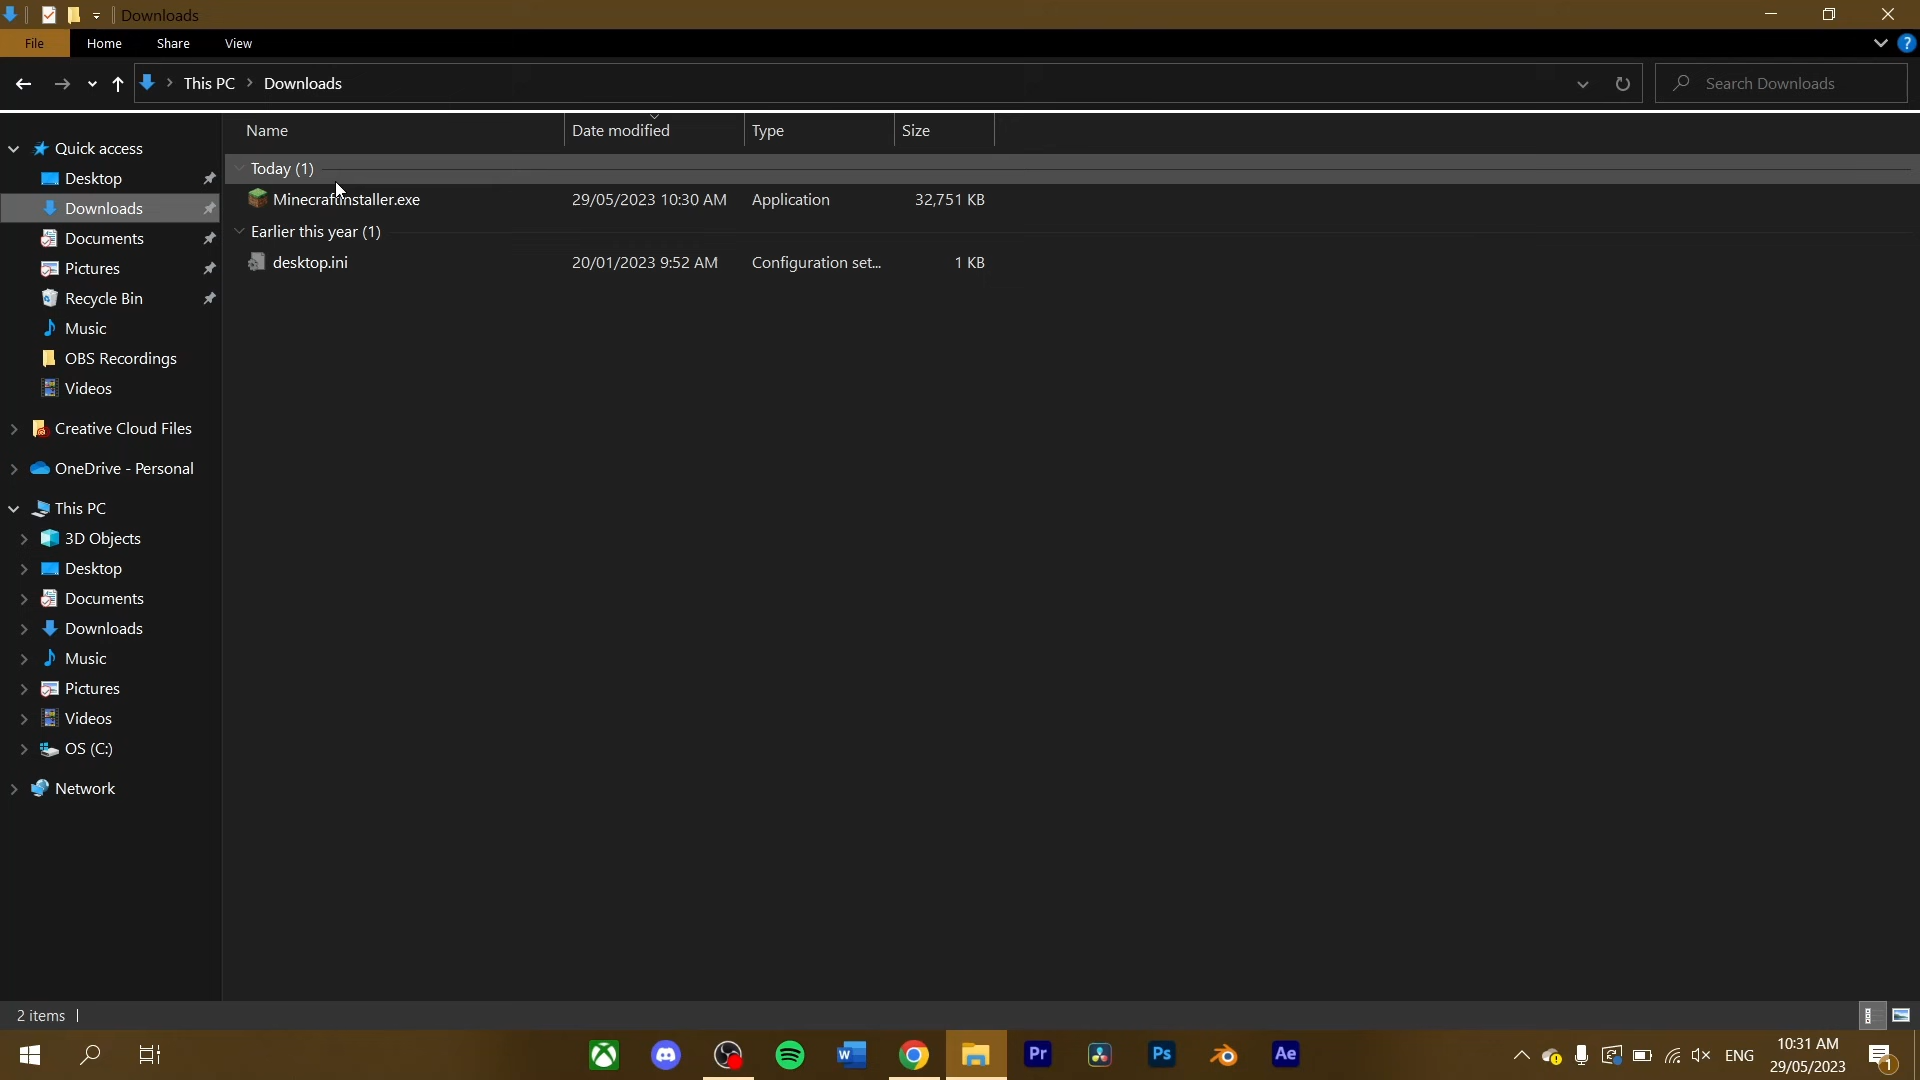 Downloads
File Home Share View ?
This PC > Downloads Search Downloads
Name Date modified Type Size
Quick access
Desktop
Downloads
Documents
Pictures
Recycle Bin
Music
OBS Recordings
Videos
Creative Cloud Files
OneDrive - Personal
This PC
3D Objects
Desktop
Documents
Downloads
Music
Pictures
Videos
OS (C:)
Network
Today (1)
MinecraftInstaller.exe 29/05/2023 10:30 AM Application 32,751 KB
Earlier this year (1)
desktop.ini 20/01/2023 9:52 AM Configuration set... 1 KB
2 items
W Pr Ps Ae ENG 10:31 AM
29/05/2023 1